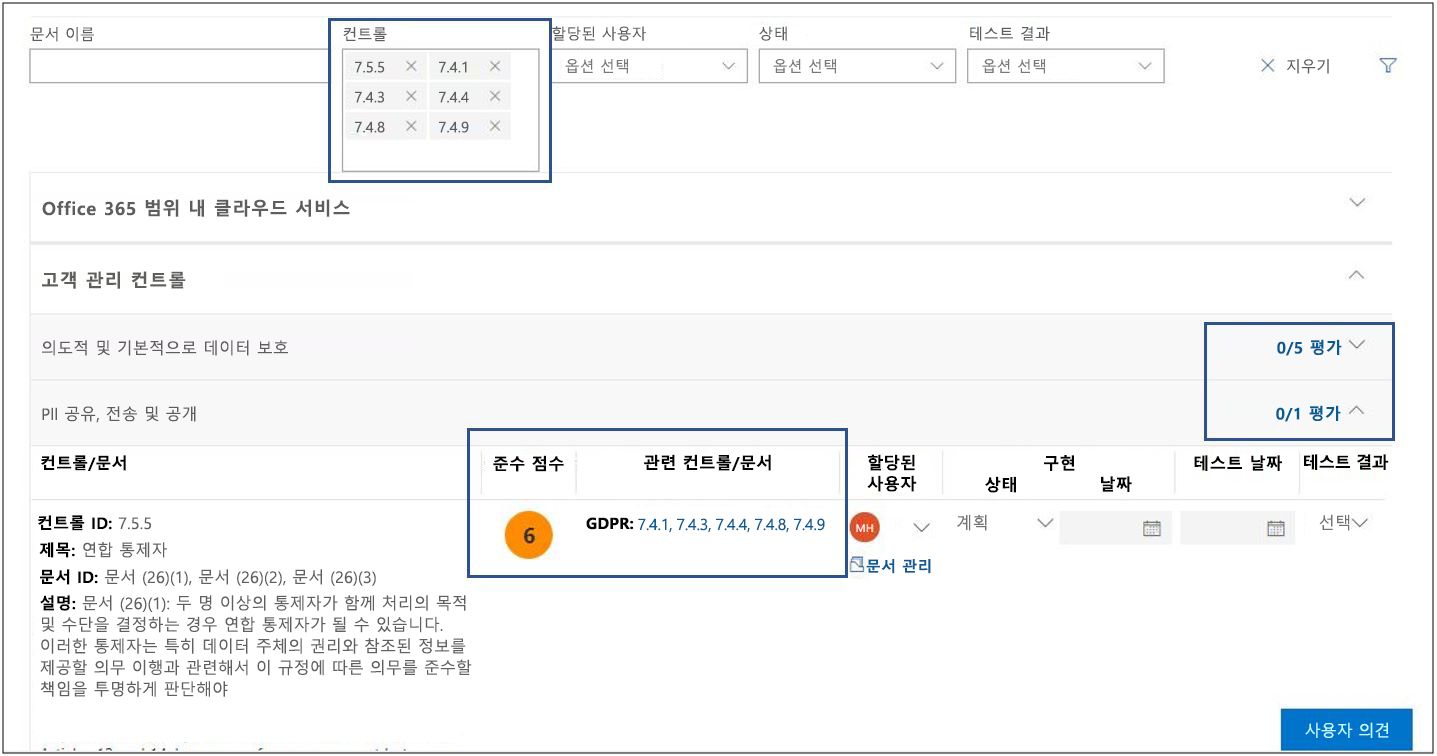 문서 이름
컨트롤
할당된 사용자
상태
테스트 결과
7.5.5
7.4.1
7.4.3
7.4.4
7.4.8
7.4.9
옵션 선택
옵션 선택
옵션 선택
지우기
Office 365 범위 내 클라우드 서비스
고객 관리 컨트롤
의도적 및 기본적으로 데이터 보호
0/5 평가
PII 공유, 전송 및 공개
0/1 평가
컨트롤/문서
준수 점수
관련 컨트롤/문서
할당된
사용자
구현
상태
날짜
테스트 날짜
테스트 결과
컨트롤 ID: 7.5.5
제목: 연합 통제자
문서 ID: 문서 (26)(1), 문서 (26)(2), 문서 (26)(3)
설명: 문서 (26)(1): 두 명 이상의 통제자가 함께 처리의 목적
및 수단을 결정하는 경우 연합 통제자가 될 수 있습니다.
이러한 통제자는 특히 데이터 주체의 권리와 참조된 정보를
제공할 의무 이행과 관련해서 이 규정에 따른 의무를 준수할
책임을 투명하게 판단해야
6
GDPR: 7.4.1, 7.4.3, 7.4.4, 7.4.8, 7.4.9
MH
문서 관리
계획
선택
사용자 의견